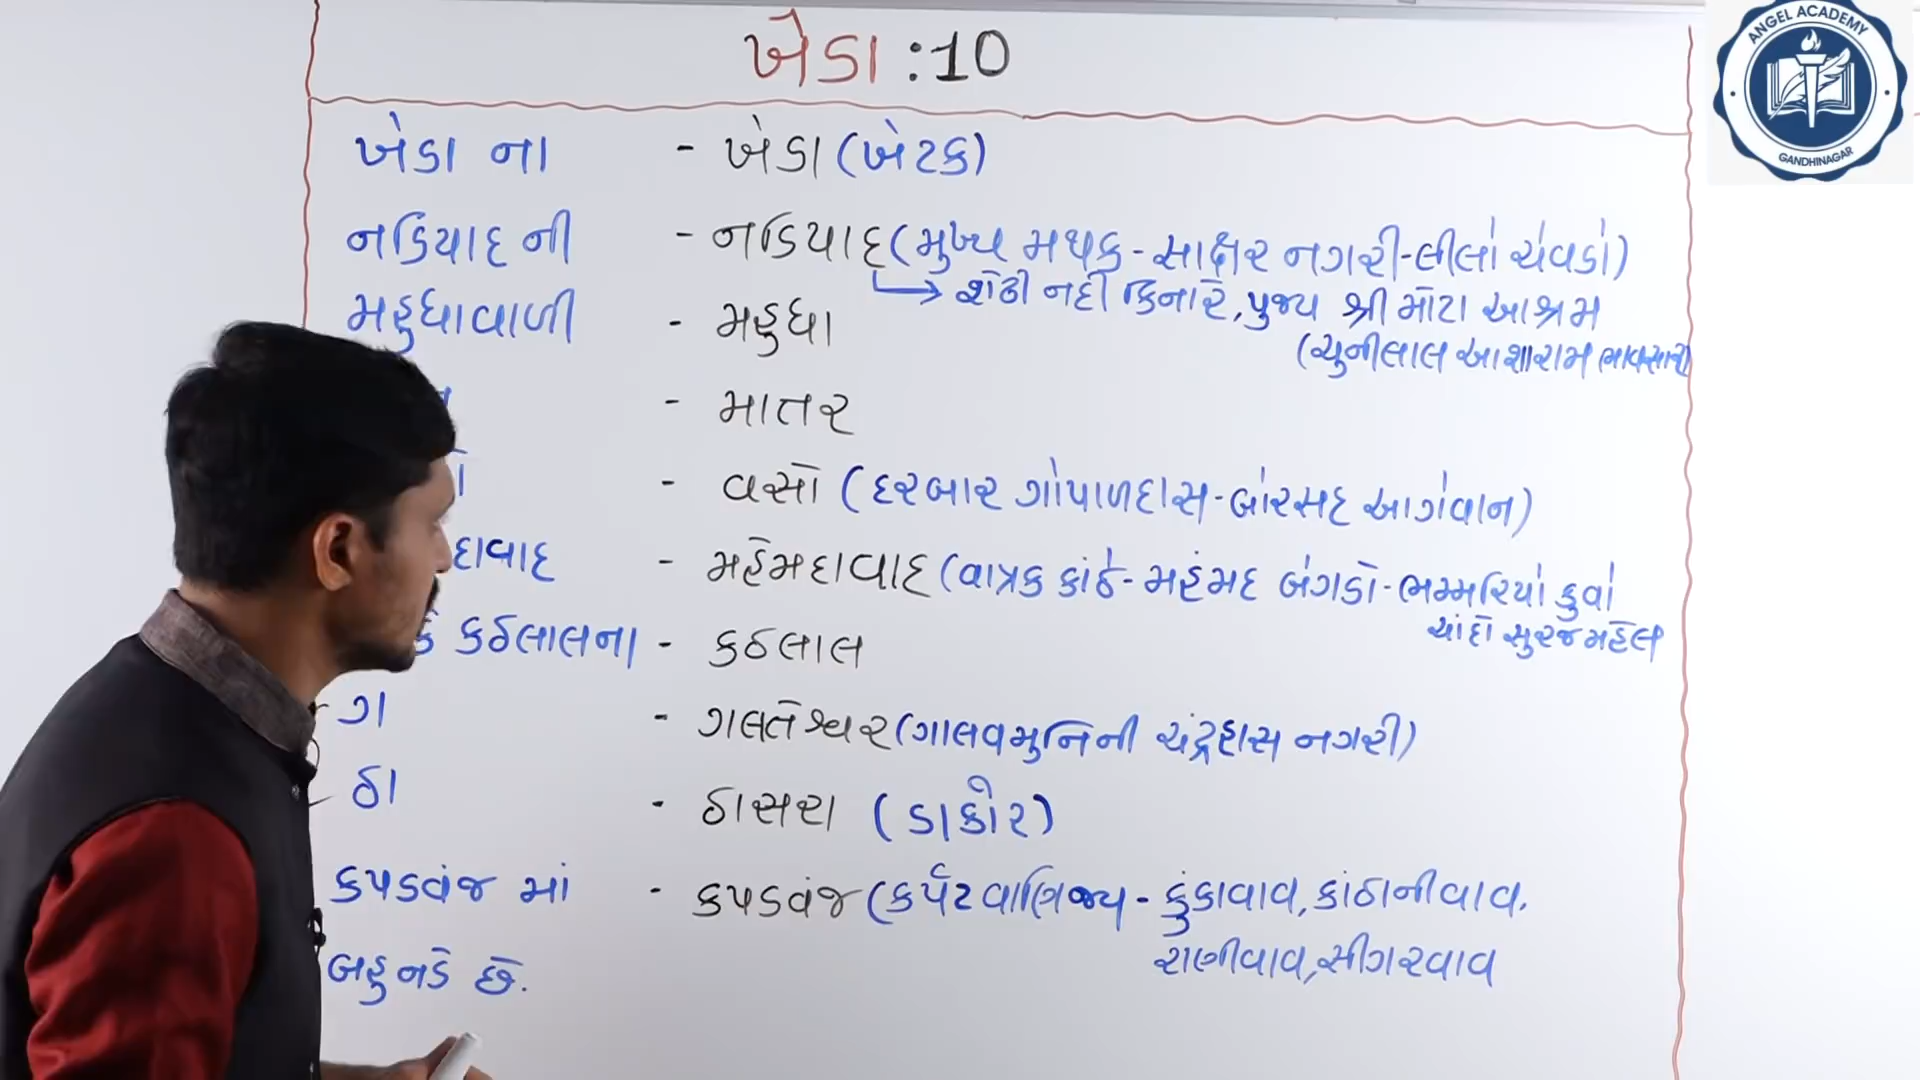 ખેડા :10
ANGEL ACADEMY
GANDHINAGAR
ખેડા ના - ખેડા (ખેટક)
નડિયાદ ની - નડિયાદ (મુખ્ય મથક - સાક્ષર નગરી - લીલો ચેવડો)
શેઢી નદી કિનારે, પુજ્ય શ્રી મોટા આશ્રમ
મહુધાવાળી - મહુધા
(ચુનીલાલ આશારામ ભાવસાર)
- માતર
- વસો (દરબાર ગોપાળદાસ - બોરસદ આગેવાન)
દાવાદ - મહેમદાવાદ (વાત્રક કાંઠે - મહંમદ બેગડો - ભમ્મરિયો કુવો
ચાંદો સુરજ મહેલ
કે કઠલાલના - કઠલાલ
ગ - ગલતેશ્વર (ગાલવમુનિની ચંદ્રહાસ નગરી)
ઠા - ઠાસરા (ડાકોર)
કપડવંજ માં - કપડવંજ (કર્પટ વાણિજ્ય - કુંકાવાવ, કાંઠાનીવાવ,
રાણીવાવ, સીંગરવાવ
બહુ નડે છે.